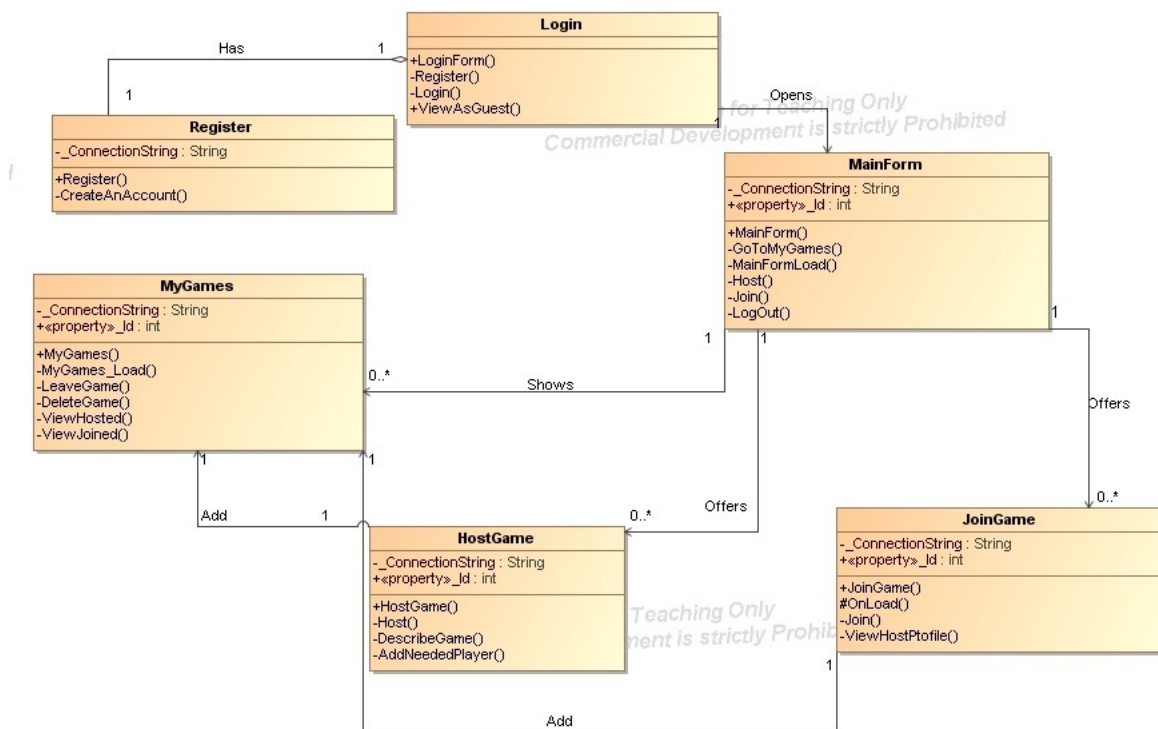 Login
+LoginForm()
-Register()
-Login()
+ViewAsGuest()
Has
1
1
Opens
1
for Teaching Only
Commercial Development is strictly Prohibited
Register
-_ConnectionString : String
+Register()
-CreateAnAccount()
MainForm
-_ConnectionString : String
+«property»_Id : int
+MainForm()
-GoToMyGames()
-MainFormLoad()
-Host()
-Join()
-LogOut()
MyGames
-_ConnectionString : String
+«property»_Id : int
+MyGames()
-MyGames_Load()
-LeaveGame()
-DeleteGame()
-ViewHosted()
-ViewJoined()
1
1
1
0..*
Shows
Offers
0..*
1
1
Add
1
0..*
Offers
HostGame
-_ConnectionString : String
+«property»_Id : int
+HostGame()
-Host()
-DescribeGame()
-AddNeededPlayer()
Teaching Only
ment is strictly Prohib
JoinGame
-_ConnectionString : String
+«property»_Id : int
+JoinGame()
#OnLoad()
-Join()
-ViewHostPtofile()
1
Add